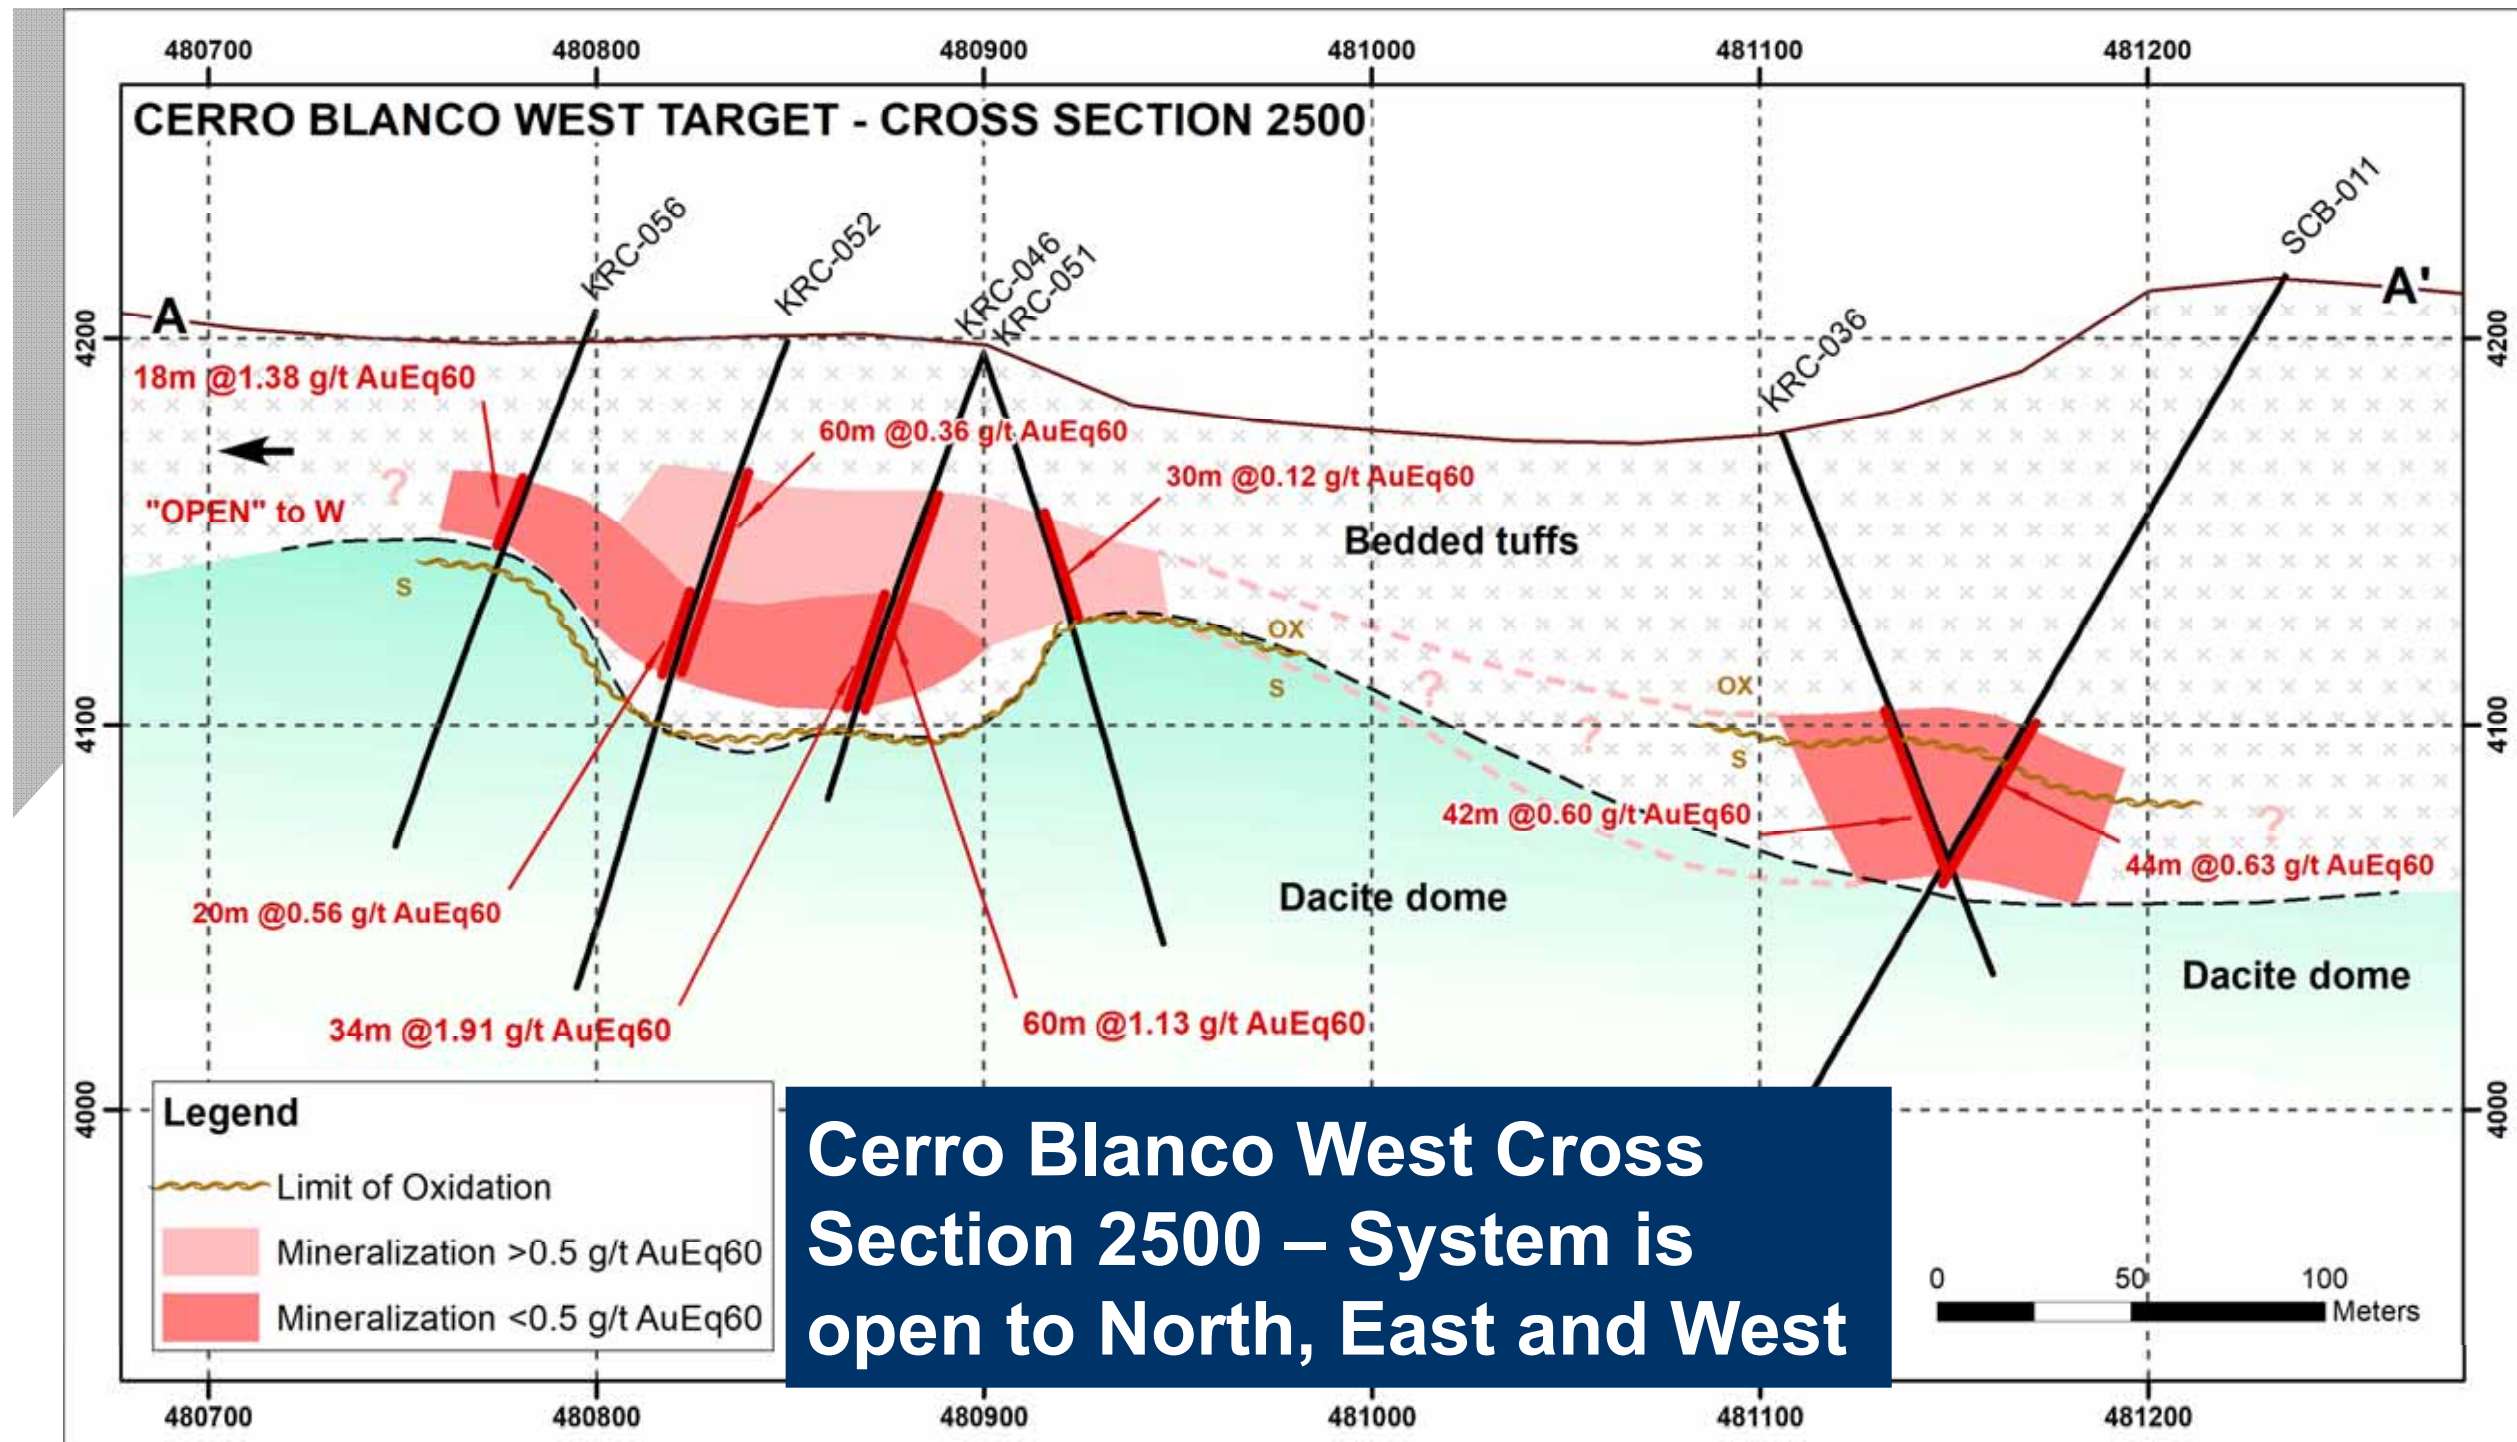 480700 480800 480900 481000 481100 481200
CERRO BLANCO WEST TARGET - CROSS SECTION 2500
SCB-011
KRC-056
KRC-052
KRC-046
KRC-051
KRC-036
A
A'
4200
4200
18m @1.38 g/t AuEq60
60m @0.36 g/t AuEq60
30m @0.12 g/t AuEq60
?
"OPEN" to W
Bedded tuffs
S
OX
S
?
?
OX
S
4100
4100
42m @0.60 g/t AuEq60
?
44m @0.63 g/t AuEq60
20m @0.56 g/t AuEq60
Dacite dome
Dacite dome
34m @1.91 g/t AuEq60
60m @1.13 g/t AuEq60
4000
4000
Legend
Limit of Oxidation
Mineralization >0.5 g/t AuEq60
Mineralization <0.5 g/t AuEq60
Cerro Blanco West Cross
Section 2500 – System is
open to North, East and West
0 50 100
Meters
480700 480800 480900 481000 481100 481200